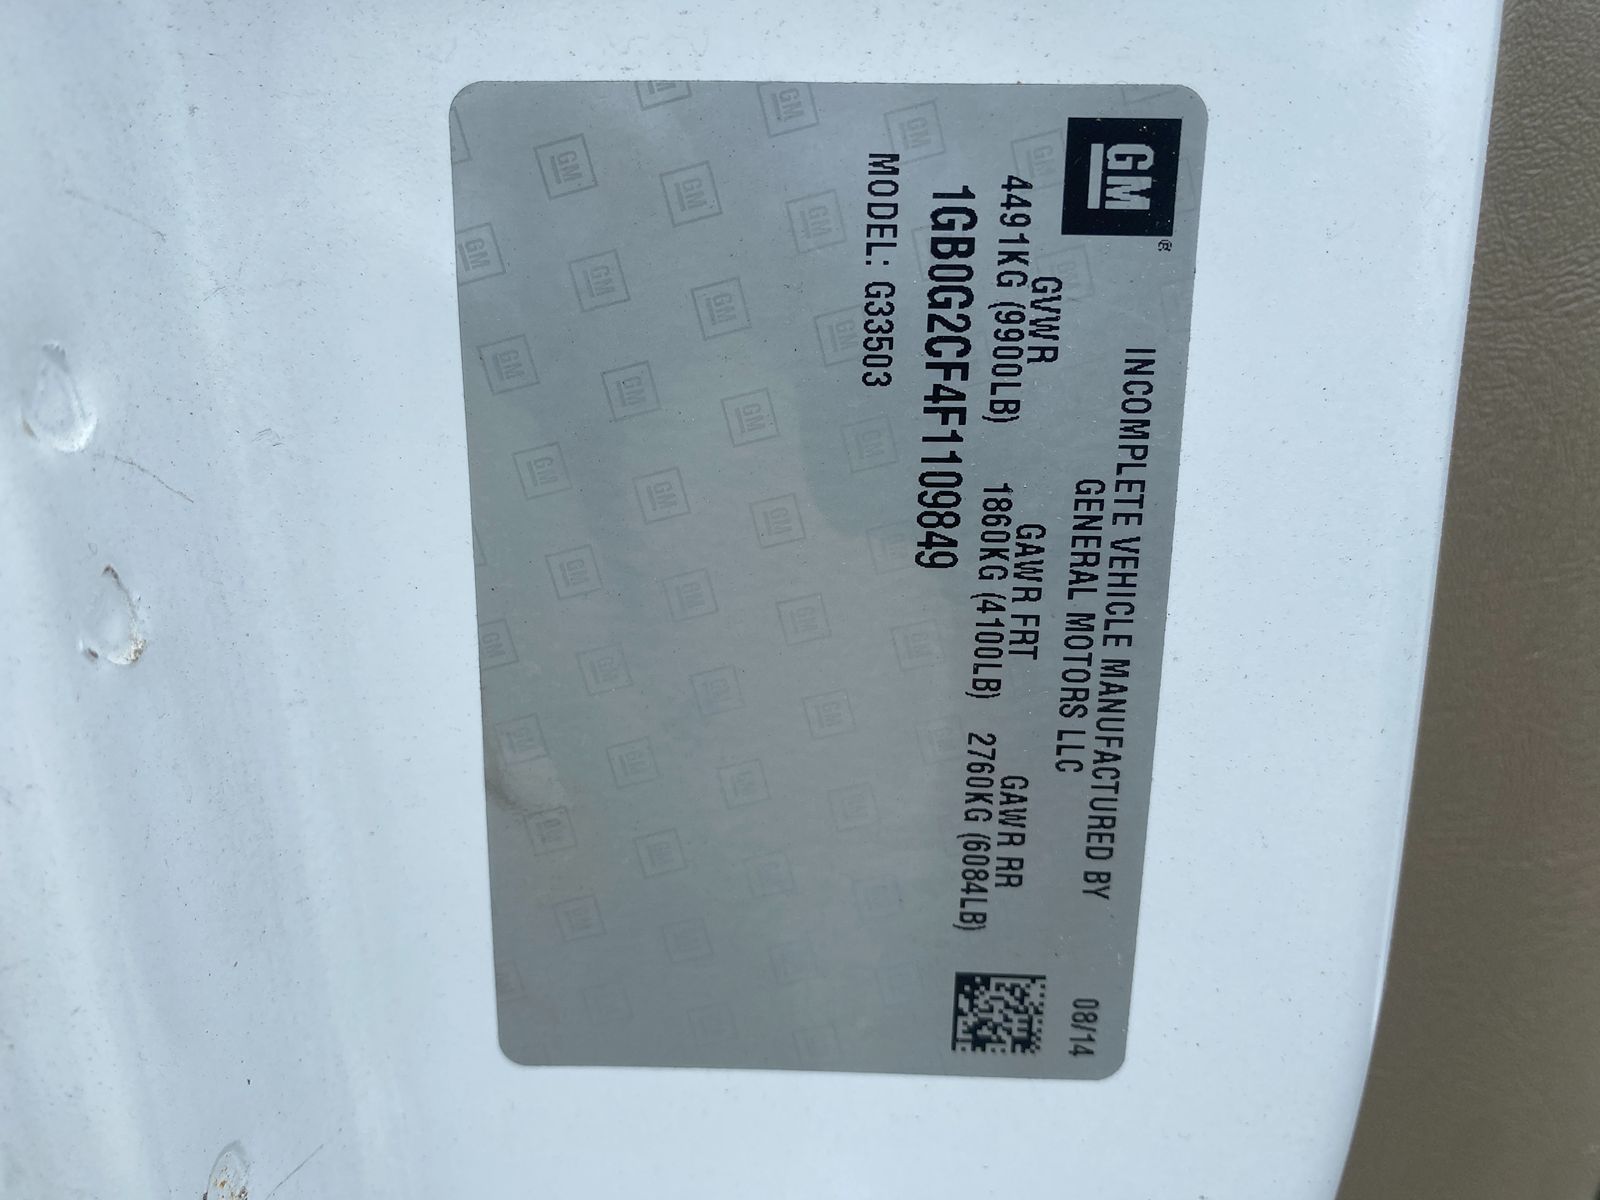 GM ®
INCOMPLETE VEHICLE MANUFACTURED BY
GENERAL MOTORS LLC
08/14
GVWR GAWR FRT GAWR RR
4491KG (9900LB) 1860KG (4100LB) 2760KG (6084LB)
1GB0G2CF4F1109849
MODEL: G33503